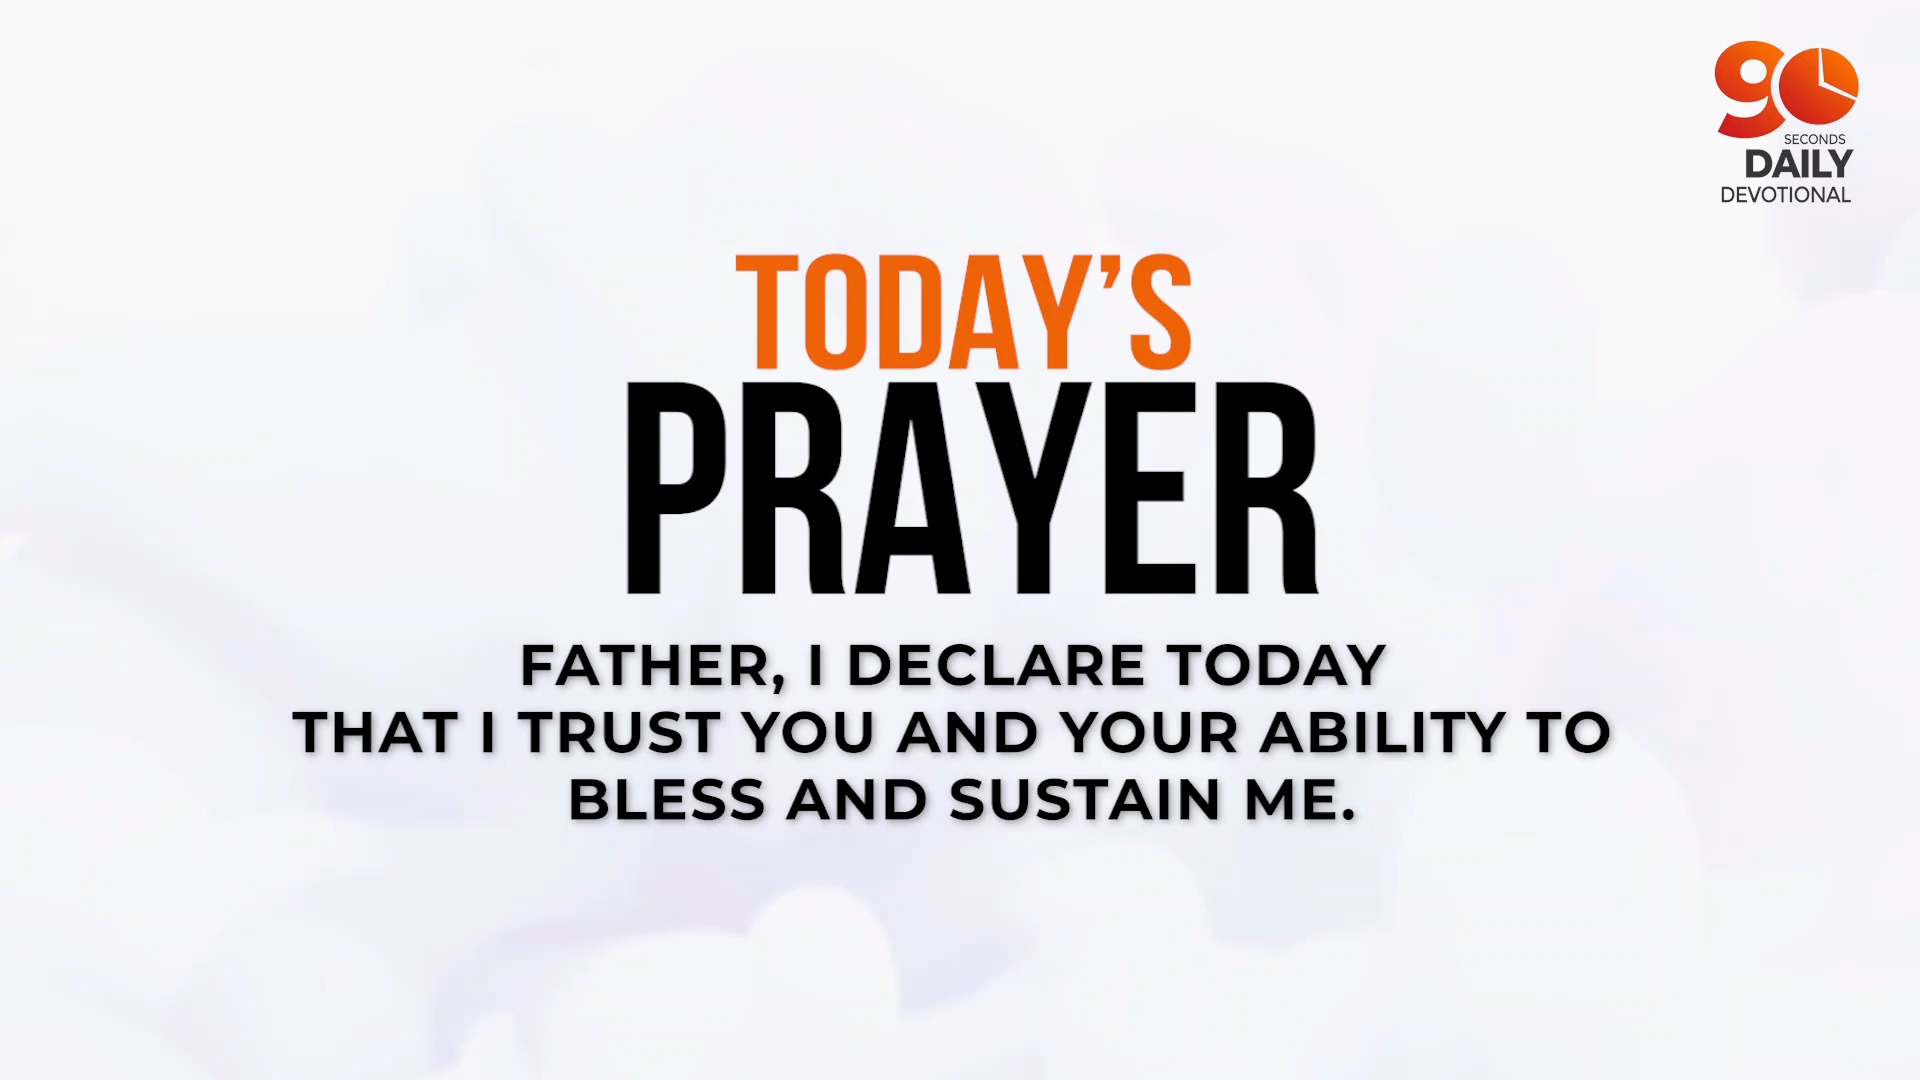 90
SECONDS
DAILY
DEVOTIONAL
TODAY’S
PRAYER
FATHER, I DECLARE TODAY
THAT I TRUST YOU AND YOUR ABILITY TO
BLESS AND SUSTAIN ME.